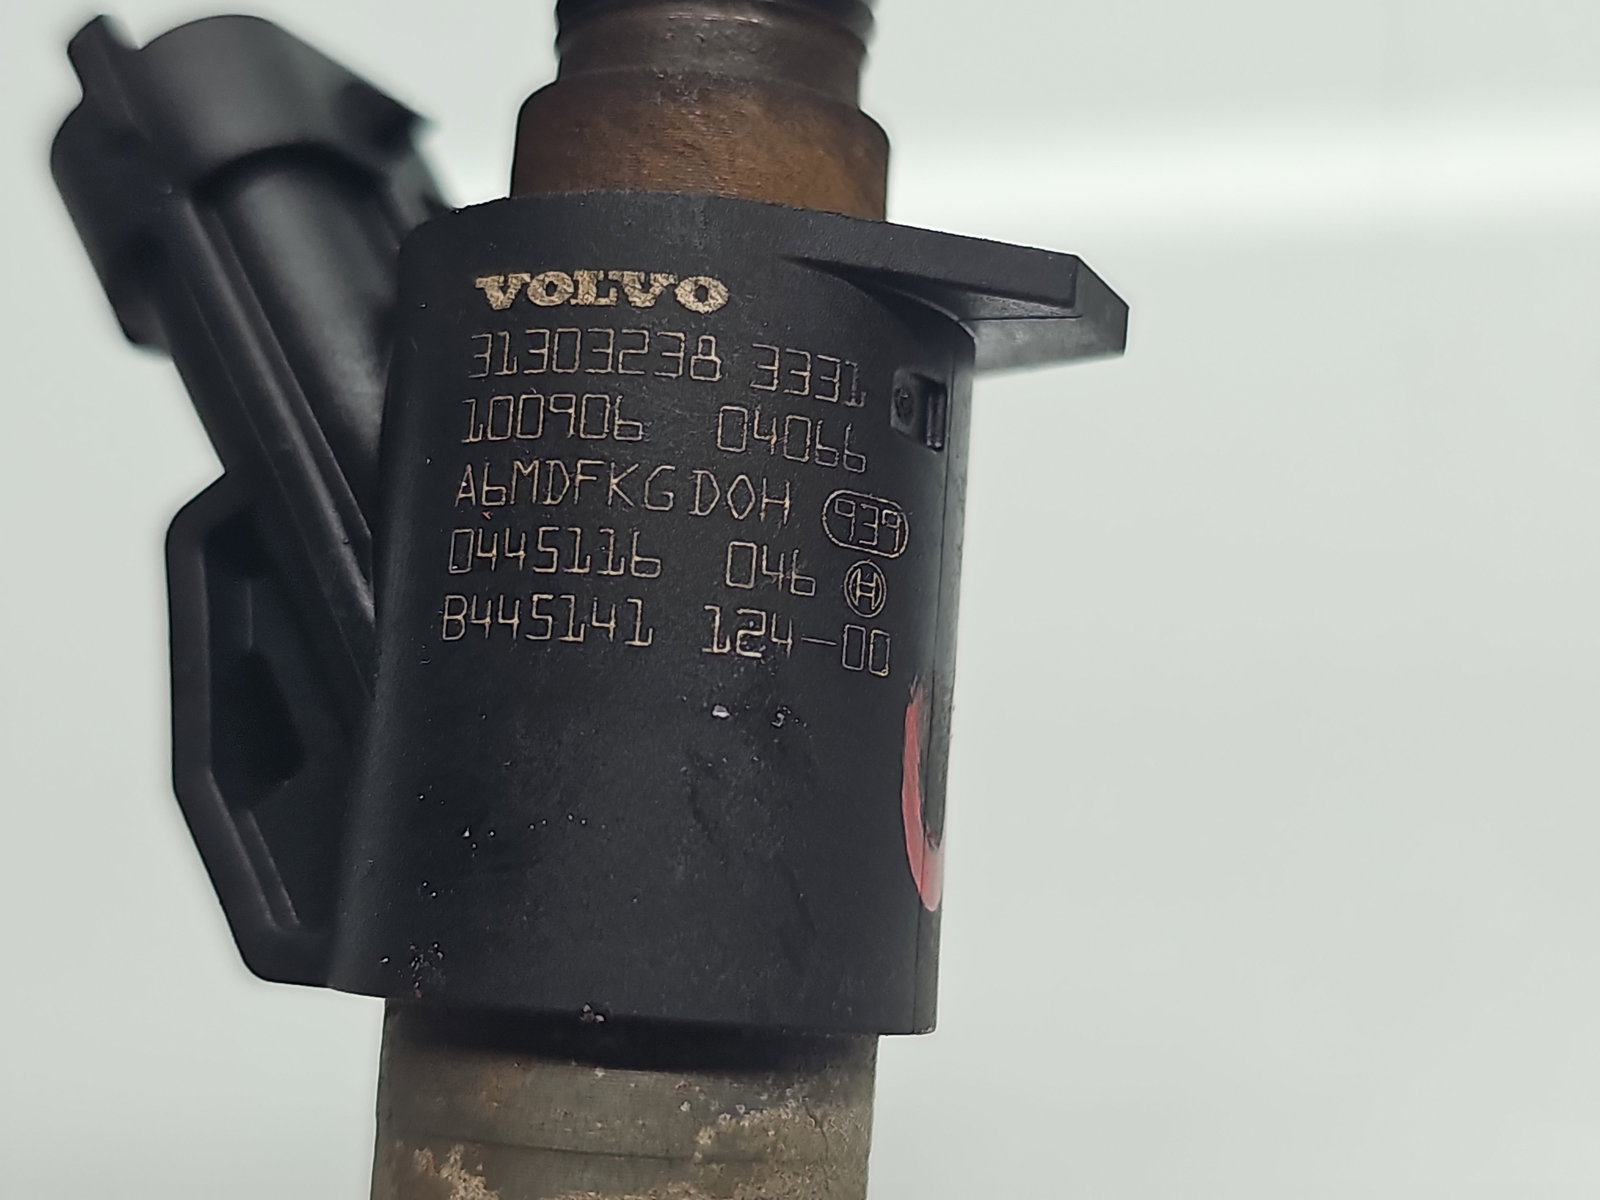 VOLVO
31303238 3331
100906 04066
A6MDFKGDOH 939
0445116 046 H
B445141 124-00